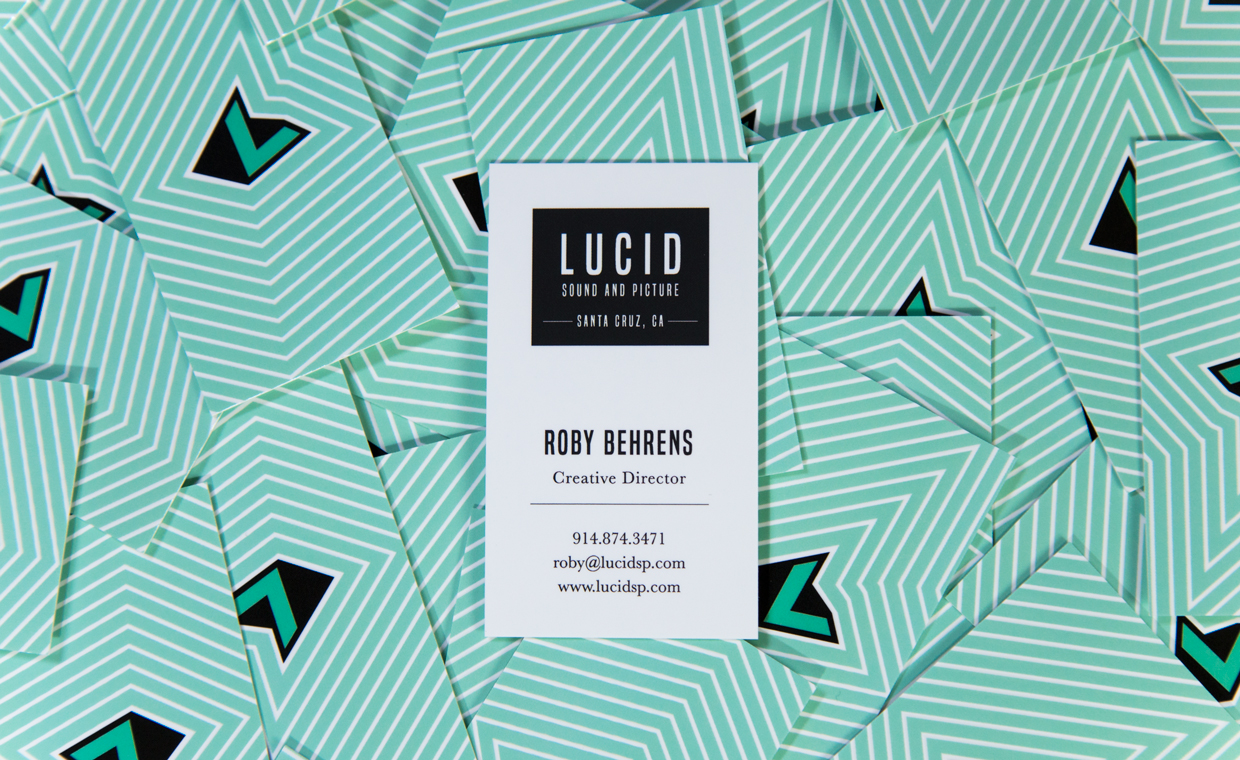 LUCID
SOUND AND PICTURE
SANTA CRUZ, CA
ROBY BEHRENS
Creative Director
914.874.3471
roby@lucidsp.com
www.lucidsp.com